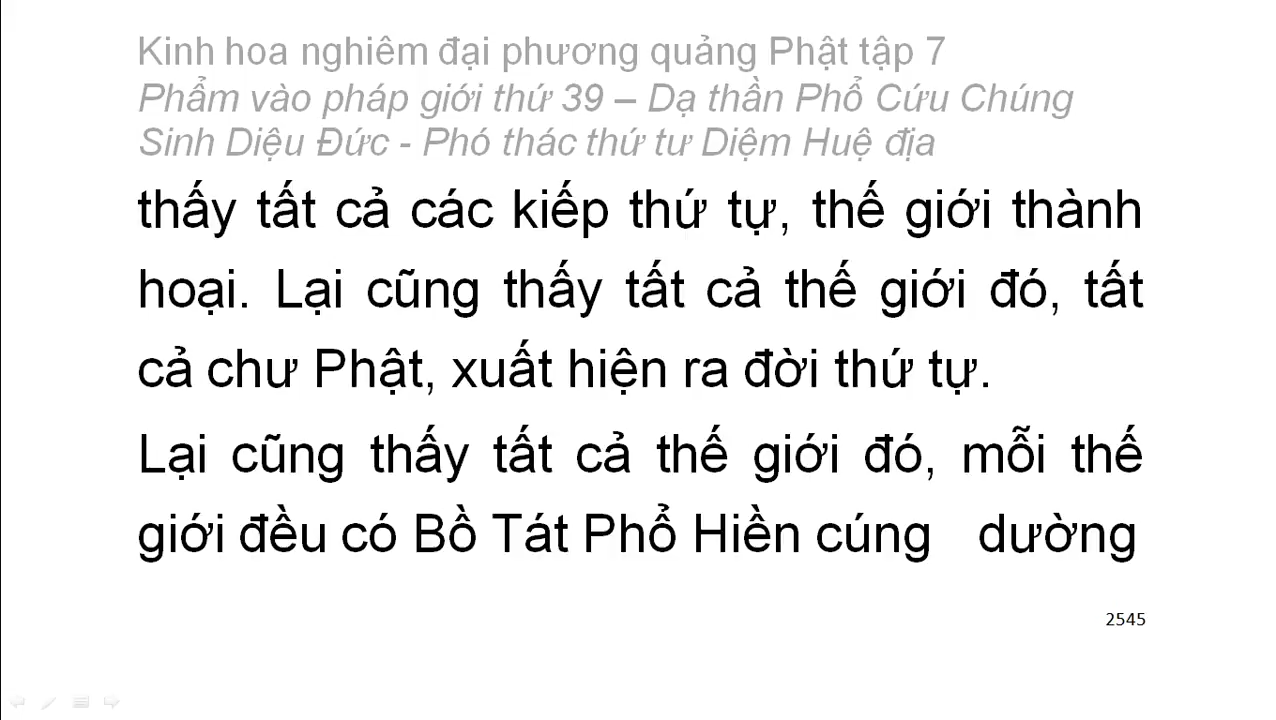 Kinh hoa nghiêm đại phương quảng Phật tập 7
Phẩm vào pháp giới thứ 39 – Dạ thần Phổ Cứu Chúng
Sinh Diệu Đức - Phó thác thứ tư Diệm Huệ địa
thấy tất cả các kiếp thứ tự, thế giới thành
hoại. Lại cũng thấy tất cả thế giới đó, tất
cả chư Phật, xuất hiện ra đời thứ tự.
Lại cũng thấy tất cả thế giới đó, mỗi thế
giới đều có Bồ Tát Phổ Hiền cúng dường
2545